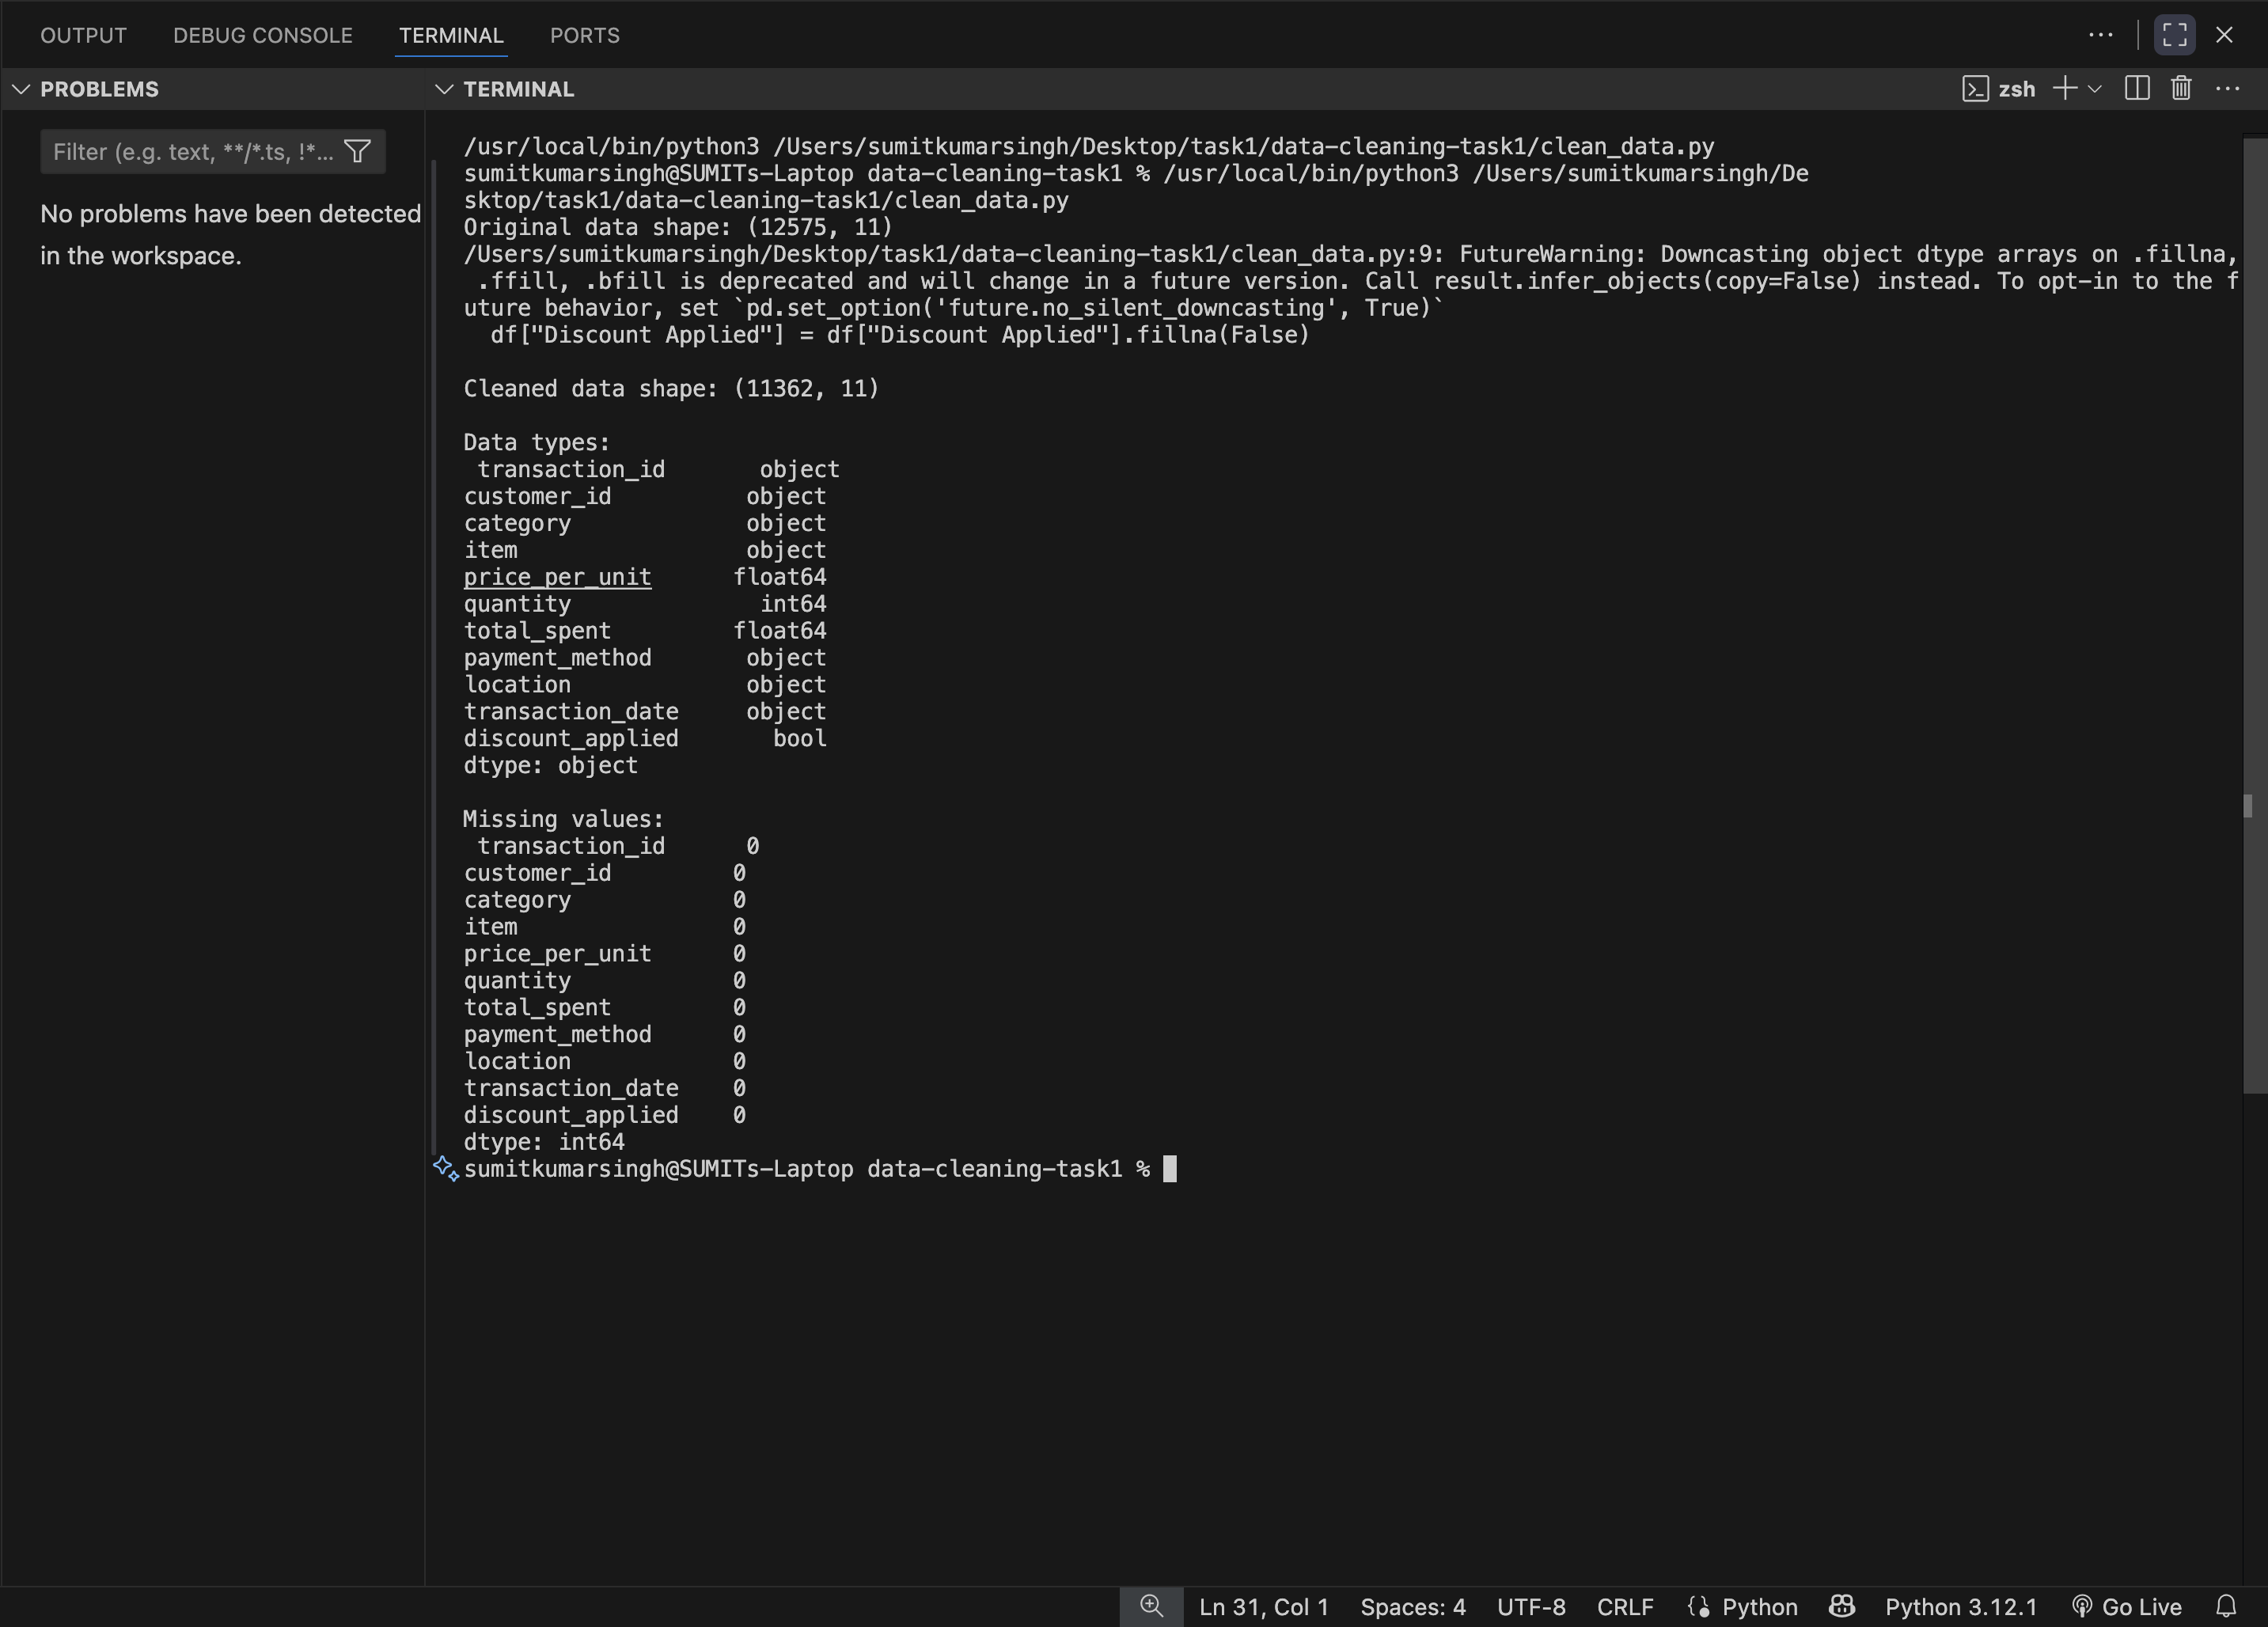 OUTPUT
DEBUG CONSOLE
TERMINAL
PORTS
PROBLEMS
TERMINAL
zsh
Filter (e.g. text, **/*.ts, !*...
No problems have been detected
in the workspace.
/usr/local/bin/python3 /Users/sumitkumarsingh/Desktop/task1/data-cleaning-task1/clean_data.py
sumitkumarsingh@SUMITs-Laptop data-cleaning-task1 % /usr/local/bin/python3 /Users/sumitkumarsingh/De
sktop/task1/data-cleaning-task1/clean_data.py
Original data shape: (12575, 11)
/Users/sumitkumarsingh/Desktop/task1/data-cleaning-task1/clean_data.py:9: FutureWarning: Downcasting object dtype arrays on .fillna,
 .ffill, .bfill is deprecated and will change in a future version. Call result.infer_objects(copy=False) instead. To opt-in to the f
uture behavior, set `pd.set_option('future.no_silent_downcasting', True)`
  df["Discount Applied"] = df["Discount Applied"].fillna(False)
Cleaned data shape: (11362, 11)
Data types:
 transaction_id       object
customer_id          object
category             object
item                 object
price_per_unit      float64
quantity              int64
total_spent         float64
payment_method       object
location             object
transaction_date     object
discount_applied       bool
dtype: object
Missing values:
 transaction_id      0
customer_id         0
category            0
item                0
price_per_unit      0
quantity            0
total_spent         0
payment_method      0
location            0
transaction_date    0
discount_applied    0
dtype: int64
sumitkumarsingh@SUMITs-Laptop data-cleaning-task1 %
Ln 31, Col 1
Spaces: 4
UTF-8
CRLF
Python
Python 3.12.1
Go Live